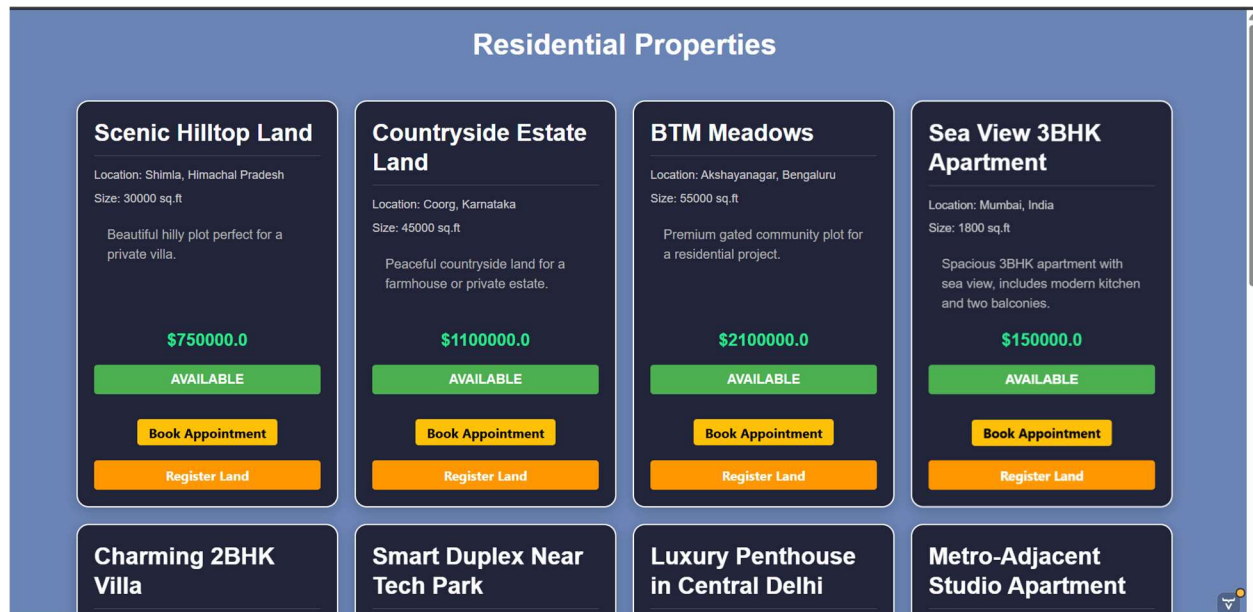 Residential Properties
Scenic Hilltop Land
Location: Shimla, Himachal Pradesh
Size: 30000 sq.ft
Beautiful hilly plot perfect for a
private villa.
$750000.0
AVAILABLE
Book Appointment
Register Land
Countryside Estate
Land
Location: Coorg, Karnataka
Size: 45000 sq.ft
Peaceful countryside land for a
farmhouse or private estate.
$1100000.0
AVAILABLE
Book Appointment
Register Land
BTM Meadows
Location: Akshayanagar, Bengaluru
Size: 55000 sq.ft
Premium gated community plot for
a residential project.
$2100000.0
AVAILABLE
Book Appointment
Register Land
Sea View 3BHK
Apartment
Location: Mumbai, India
Size: 1800 sq.ft
Spacious 3BHK apartment with
sea view, includes modern kitchen
and two balconies.
$150000.0
AVAILABLE
Book Appointment
Register Land
Charming 2BHK
Villa
Smart Duplex Near
Tech Park
Luxury Penthouse
in Central Delhi
Metro-Adjacent
Studio Apartment